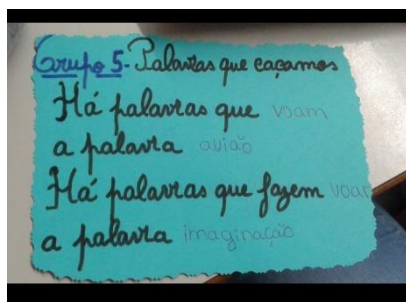 Grupo 5- Palavras que caçamos
Há palavras que voam
a palavra avião
Há palavras que fazem voar
a palavra imaginação